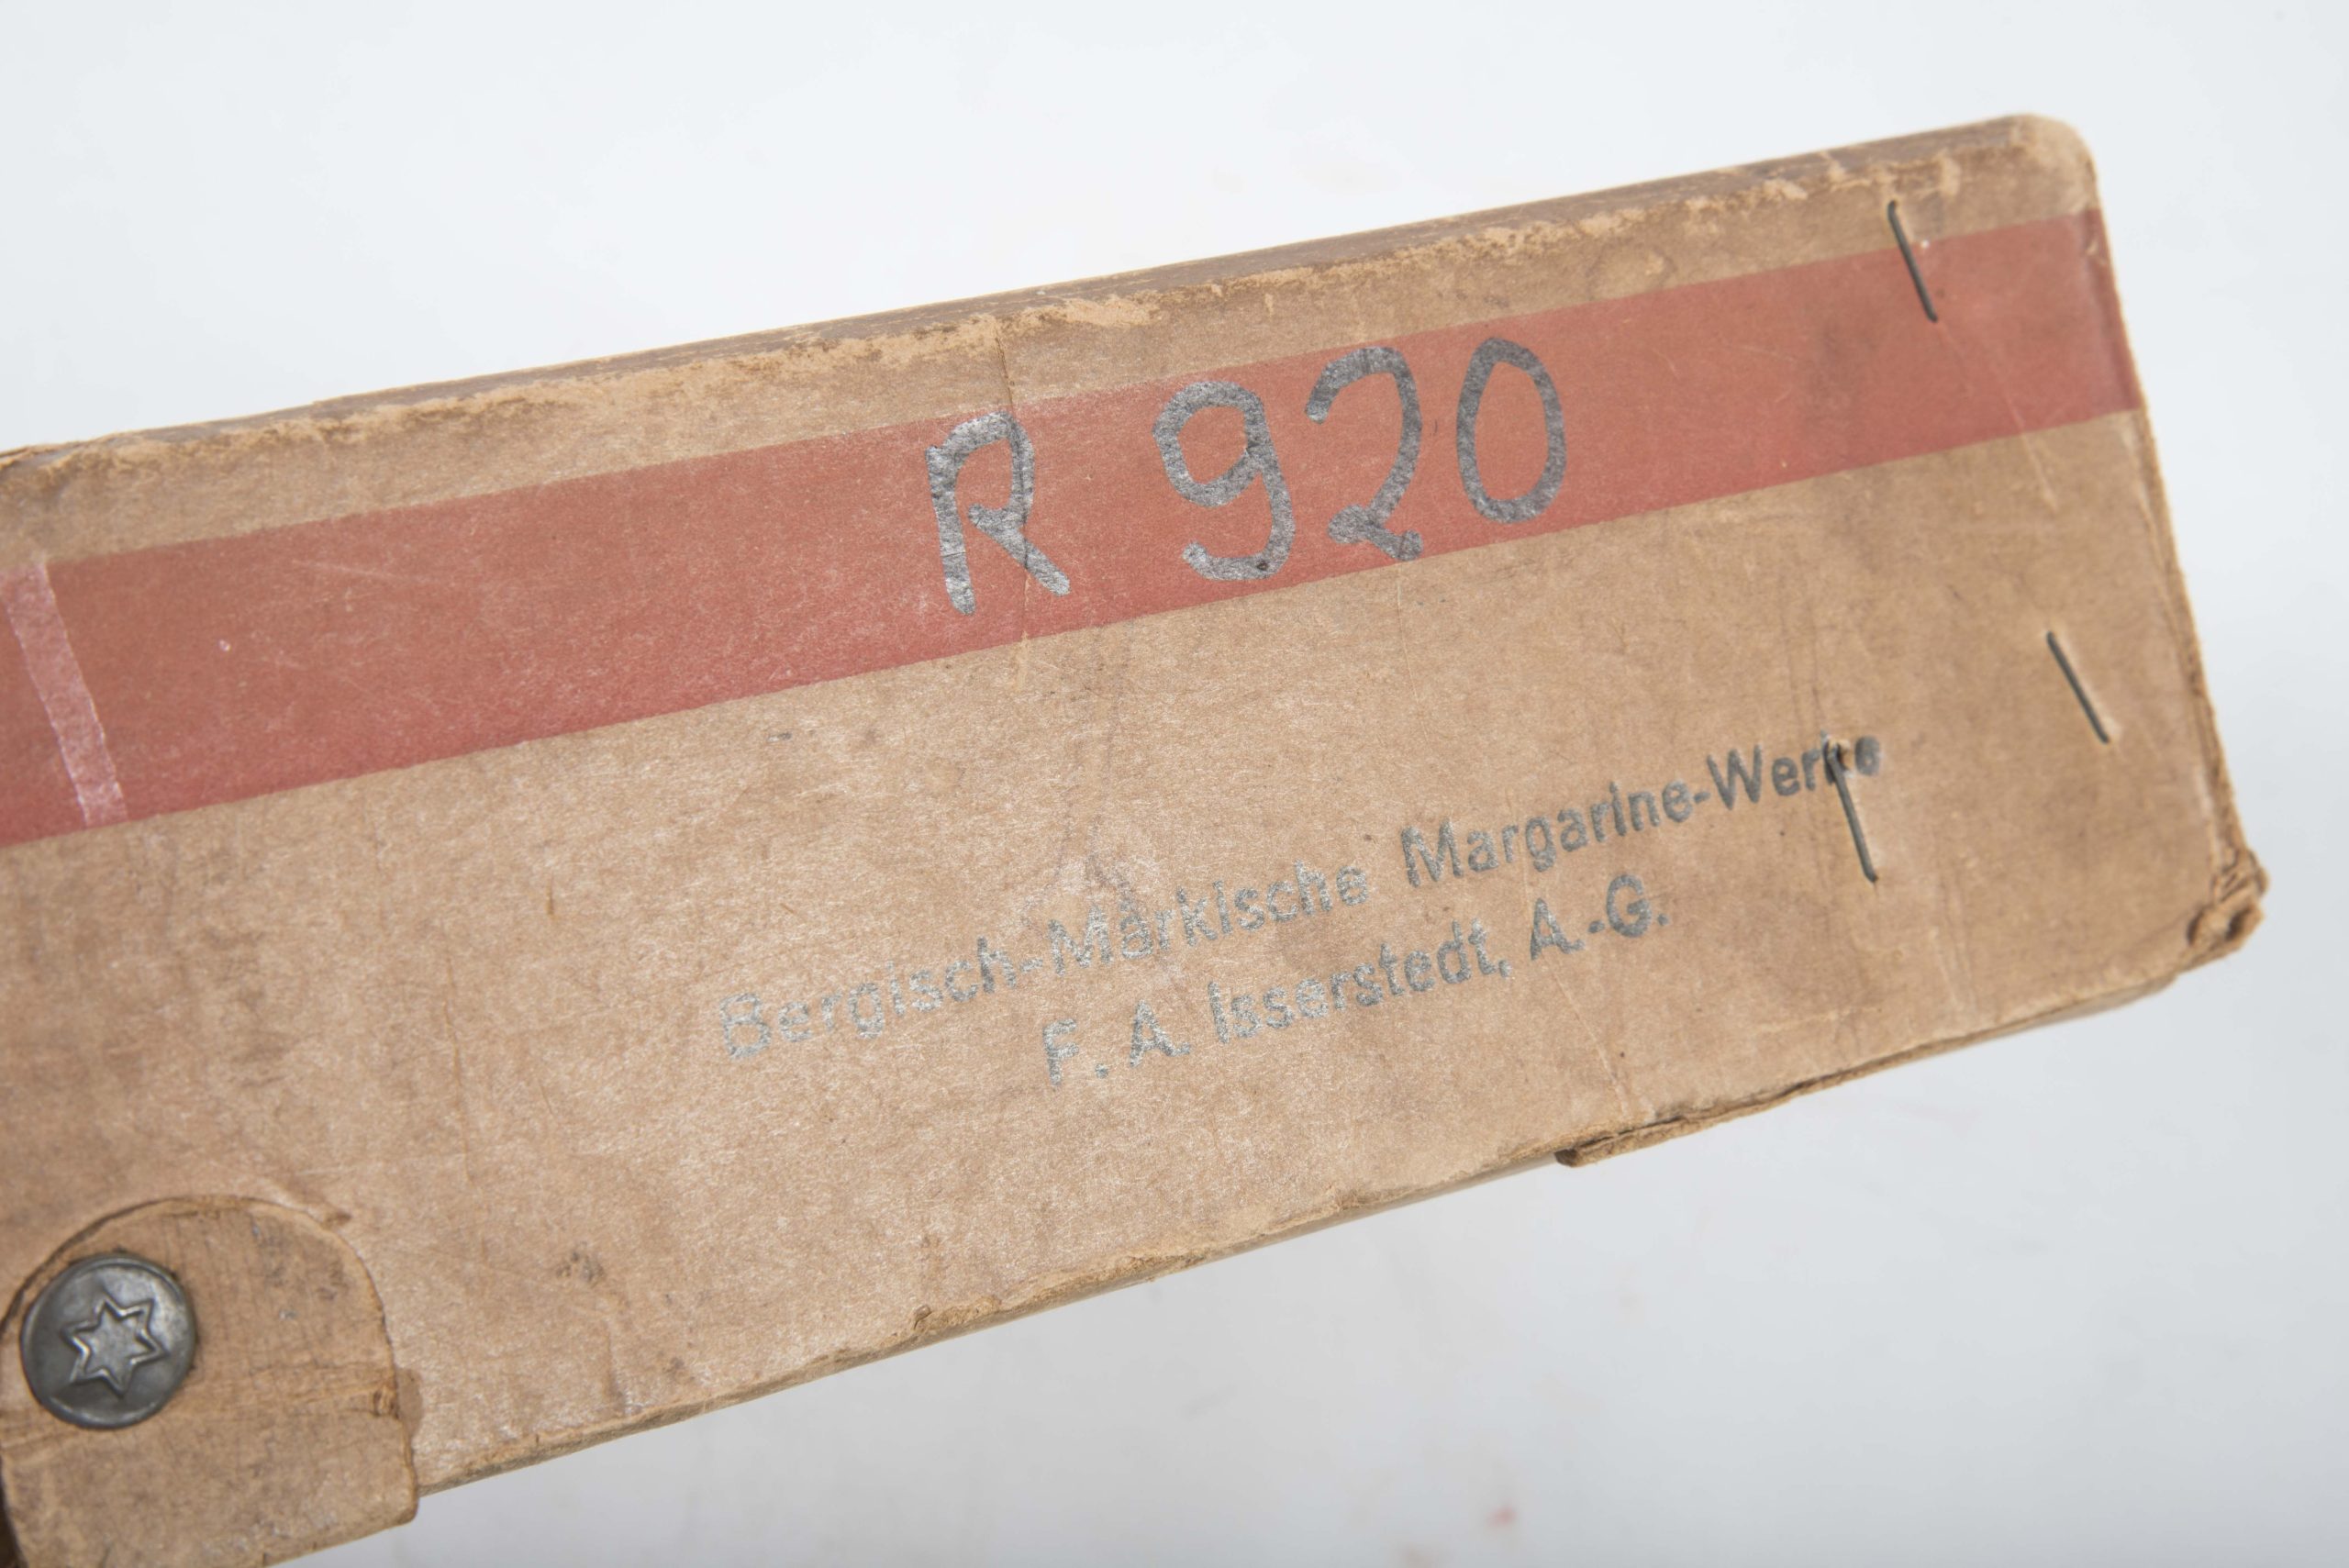 R 920
Bergisch-Märkische Margarine-Werke
F. A. Isserstedt, A.-G.